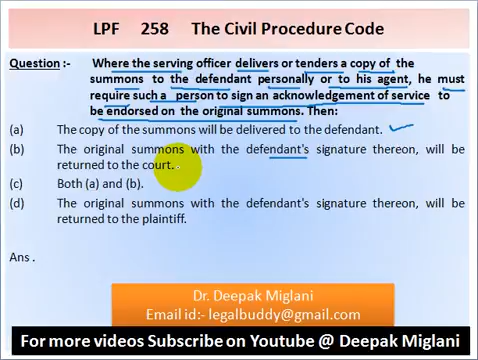 LPF 258 The Civil Procedure Code
Question :- Where the serving officer delivers or tenders a copy of the
summons to the defendant personally or to his agent, he must
require such a person to sign an acknowledgement of service to
be endorsed on the original summons. Then:
(a) The copy of the summons will be delivered to the defendant.
(b) The original summons with the defendant's signature thereon, will be
returned to the court.
(c) Both (a) and (b).
(d) The original summons with the defendant's signature thereon, will be
returned to the plaintiff.
Ans .
Dr. Deepak Miglani
Email id:- legalbuddy@gmail.com
For more videos Subscribe on Youtube @ Deepak Miglani